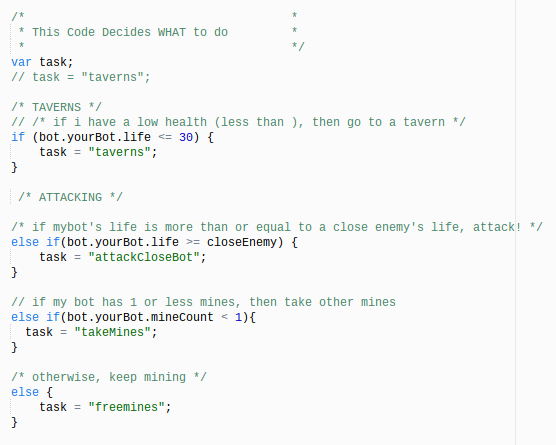 /*                                      *
 * This Code Decides WHAT to do         *
 *                                      */
var task;
// task = "taverns";
/* TAVERNS */
// /* if i have a low health (less than ), then go to a tavern */
if (bot.yourBot.life <= 30) {
    task = "taverns";
}
 /* ATTACKING */
/* if mybot's life is more than or equal to a close enemy's life, attack! */
else if(bot.yourBot.life >= closeEnemy) {
    task = "attackCloseBot";
}
// if my bot has 1 or less mines, then take other mines
else if(bot.yourBot.mineCount < 1){
  task = "takeMines";
}
/* otherwise, keep mining */
else {
    task = "freemines";
}